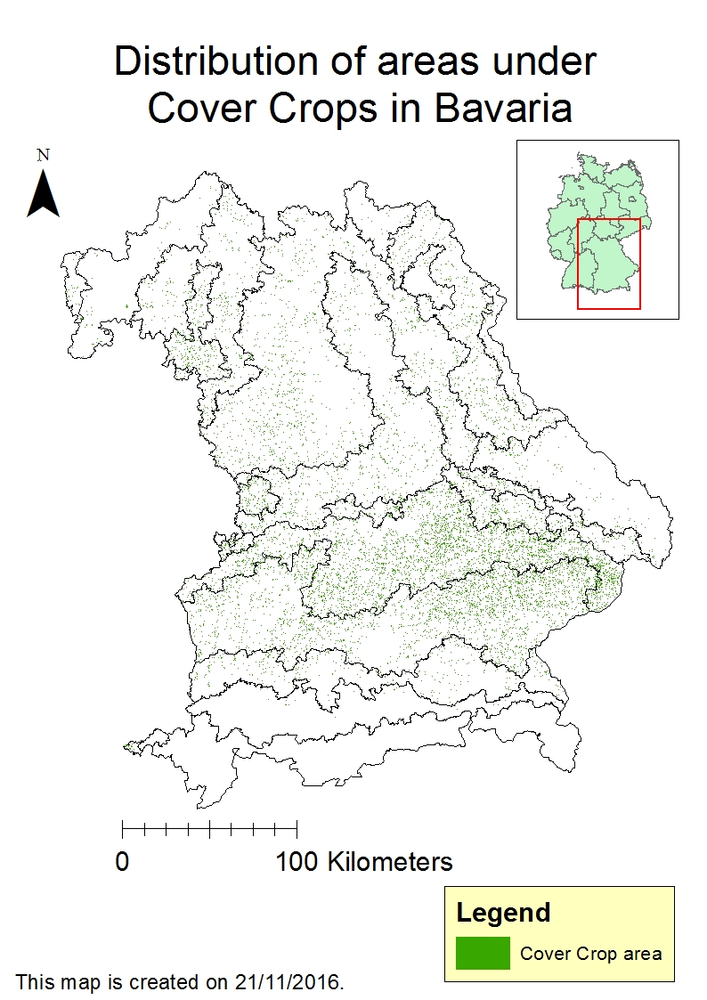 Distribution of areas under
Cover Crops in Bavaria
N
0 100 Kilometers
Legend
Cover Crop area
This map is created on 21/11/2016.